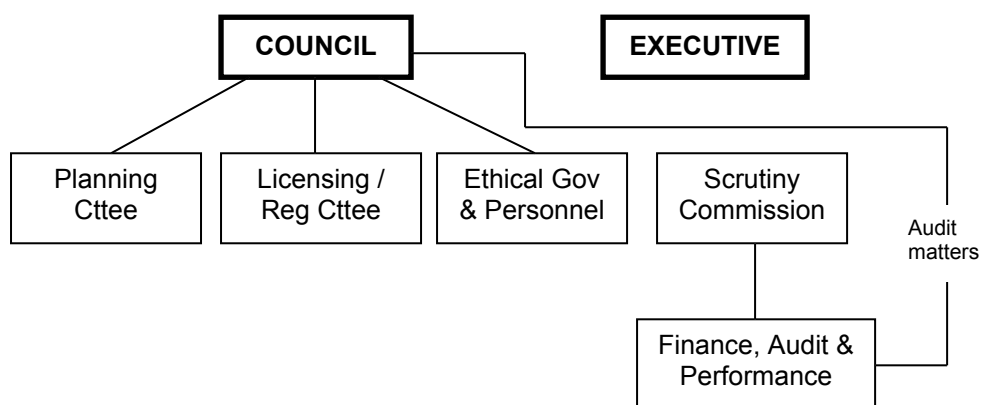 COUNCIL
EXECUTIVE
Planning
Cttee
Licensing /
Reg Cttee
Ethical Gov
& Personnel
Scrutiny
Commission
Audit
matters
Finance, Audit &
Performance